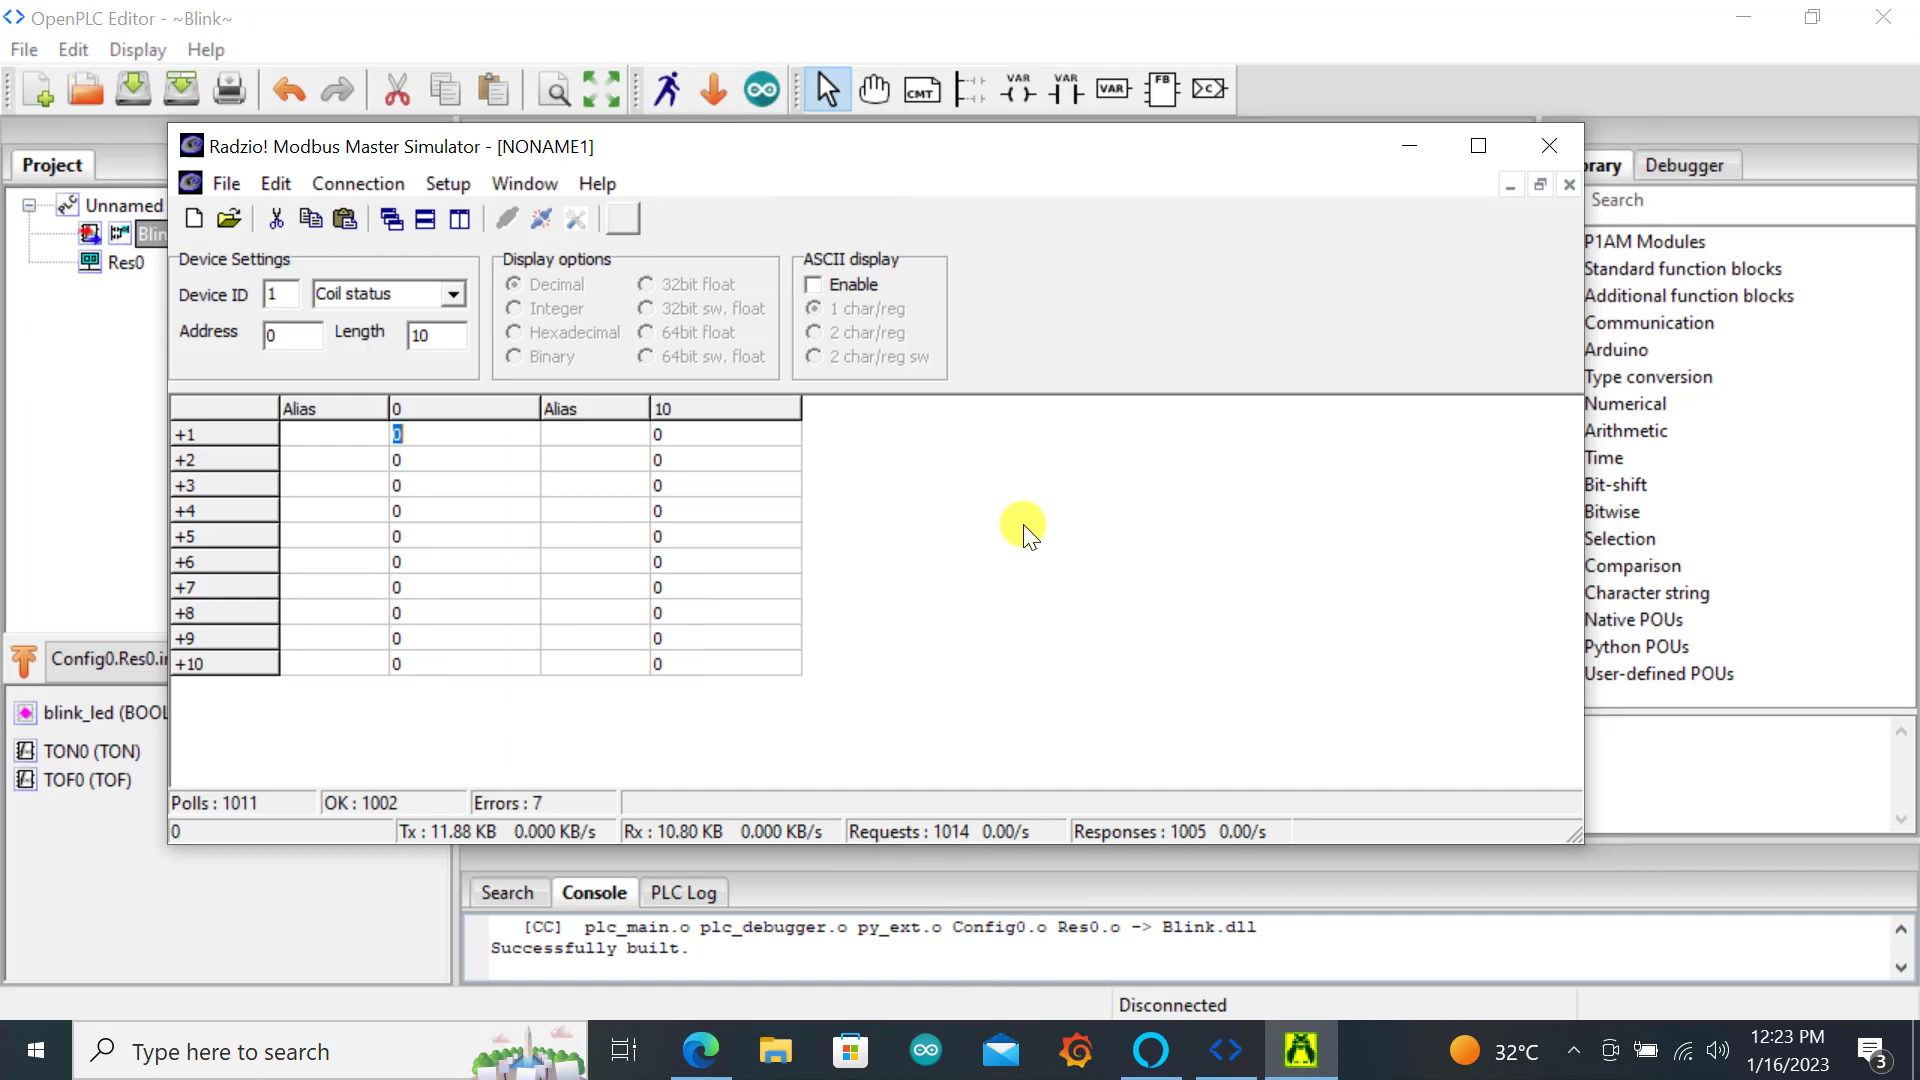 OpenPLC Editor - ~Blink~
File Edit Display Help
CMT VAR VAR VAR FB
Project
Unnamed
Blin
Res0
Radzio! Modbus Master Simulator - [NONAME1]
File Edit Connection Setup Window Help
Device Settings
Device ID 1 Coil status
Address 0 Length 10
Display options
Decimal 32bit float
Integer 32bit sw. float
Hexadecimal 64bit float
Binary 64bit sw. float
ASCII display
Enable
1 char/reg
2 char/reg
2 char/reg sw
Alias 0 Alias 10
+1 0 0
+2 0 0
+3 0 0
+4 0 0
+5 0 0
+6 0 0
+7 0 0
+8 0 0
+9 0 0
+10 0 0
Polls : 1011 OK : 1002 Errors : 7
0 Tx : 11.88 KB 0.000 KB/s Rx : 10.80 KB 0.000 KB/s Requests : 1014 0.00/s Responses : 1005 0.00/s
brary Debugger
Search
P1AM Modules
Standard function blocks
Additional function blocks
Communication
Arduino
Type conversion
Numerical
Arithmetic
Time
Bit-shift
Bitwise
Selection
Comparison
Character string
Native POUs
Python POUs
User-defined POUs
Config0.Res0.in
blink_led (BOOL
TON0 (TON)
TOF0 (TOF)
Search Console PLC Log
[CC] plc_main.o plc_debugger.o py_ext.o Config0.o Res0.o -> Blink.dll
Successfully built.
Disconnected
Type here to search
32°C
12:23 PM
1/16/2023
3